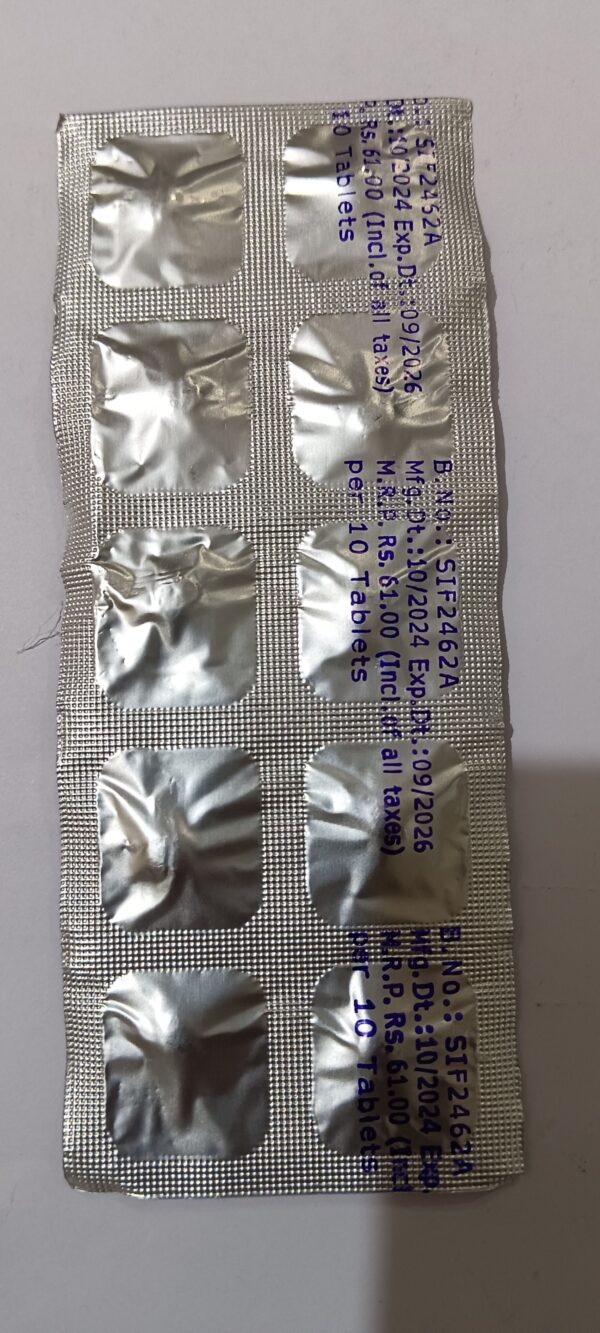 .: SIF2462A
Dt.:10/2024 Exp.Dt.:09/2026
. Rs.61.00 (Incl.of all taxes)
10 Tablets
B.No.: SIF2462A
Mfg.Dt.:10/2024 Exp.Dt.:09/2026
M.R.P. Rs.61.00 (Incl.of all taxes)
per 10 Tablets
B.No.: SIF2462A
Mfg.Dt.:10/2024 Exp.
M.R.P. Rs.61.00 (Incl
per 10 Tablets